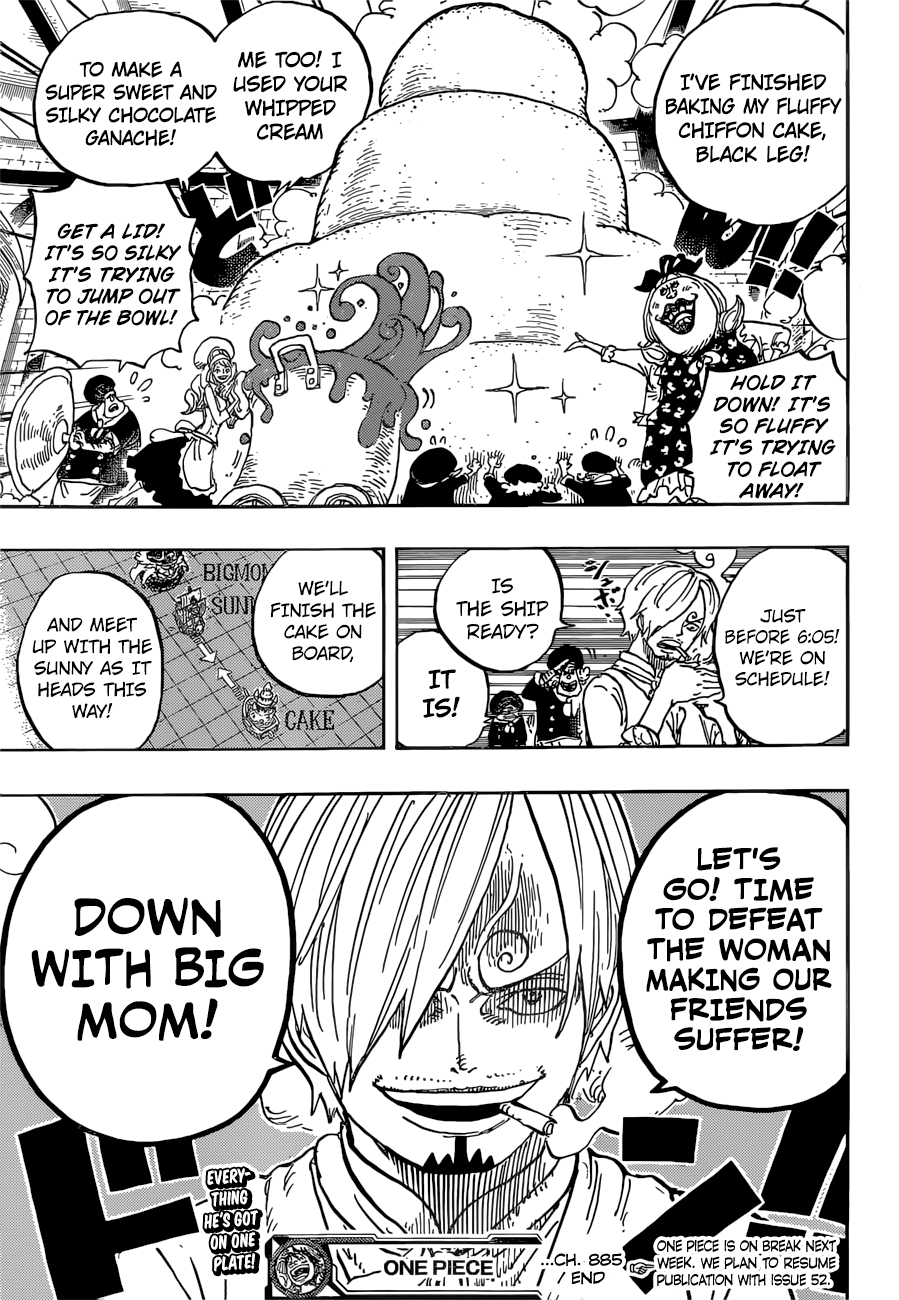 I'VE FINISHED
BAKING MY FLUFFY
CHIFFON CAKE,
BLACK LEG!
ME TOO! I
USED YOUR
WHIPPED
CREAM
TO MAKE A
SUPER SWEET AND
SILKY CHOCOLATE
GANACHE!
GET A LID!
IT'S SO SILKY
IT'S TRYING
TO JUMP OUT
OF THE BOWL!
HOLD IT
DOWN! IT'S
SO FLUFFY
IT'S TRYING
TO FLOAT
AWAY!
JUST
BEFORE 6:05!
WE'RE ON
SCHEDULE!
IS
THE SHIP
READY?
IT
IS!
WE'LL
FINISH THE
CAKE ON
BOARD,
BIGMOM
SUNNY
CAKE
AND MEET
UP WITH THE
SUNNY AS IT
HEADS THIS
WAY!
LET'S
GO! TIME
TO DEFEAT
THE WOMAN
MAKING OUR
FRIENDS
SUFFER!
DOWN
WITH BIG
MOM!
EVERY-
THING
HE'S GOT
ON ONE
PLATE!
ONE PIECE
...CH. 885
/ END
ONE PIECE IS ON BREAK NEXT
WEEK. WE PLAN TO RESUME
PUBLICATION WITH ISSUE 52.